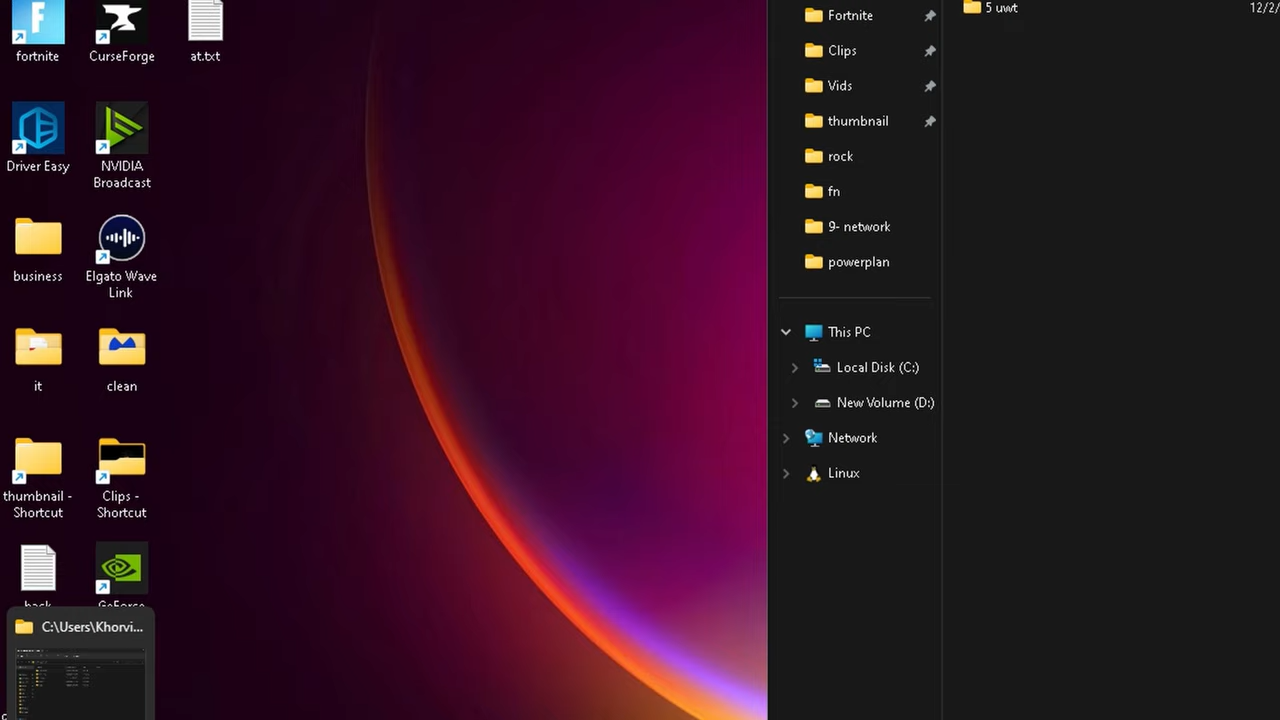 fortnite
CurseForge
at.txt
Driver Easy
NVIDIA
Broadcast
business
Elgato Wave
Link
it
clean
thumbnail -
Shortcut
Clips -
Shortcut
back
GeForce
C:\Users\Khorvi...
Fortnite
Clips
Vids
thumbnail
rock
fn
9- network
powerplan
This PC
Local Disk (C:)
New Volume (D:)
Network
Linux
5 uwt
12/2/